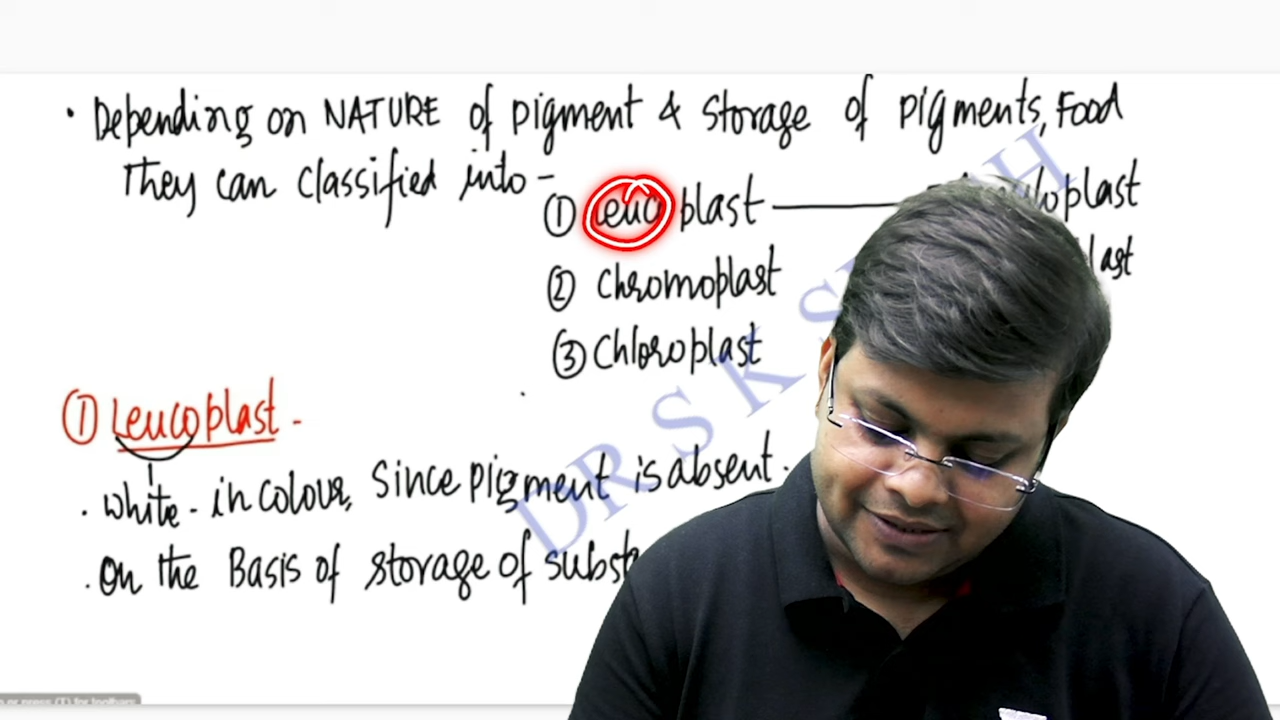 • Depending on NATURE of pigment & Storage of pigments, Food
They can classified into -
① Leucoplast
② Chromoplast
③ Chloroplast
① Leucoplast -
• White - in colour, Since pigment is absent.
• On the Basis of storage of
DR S K